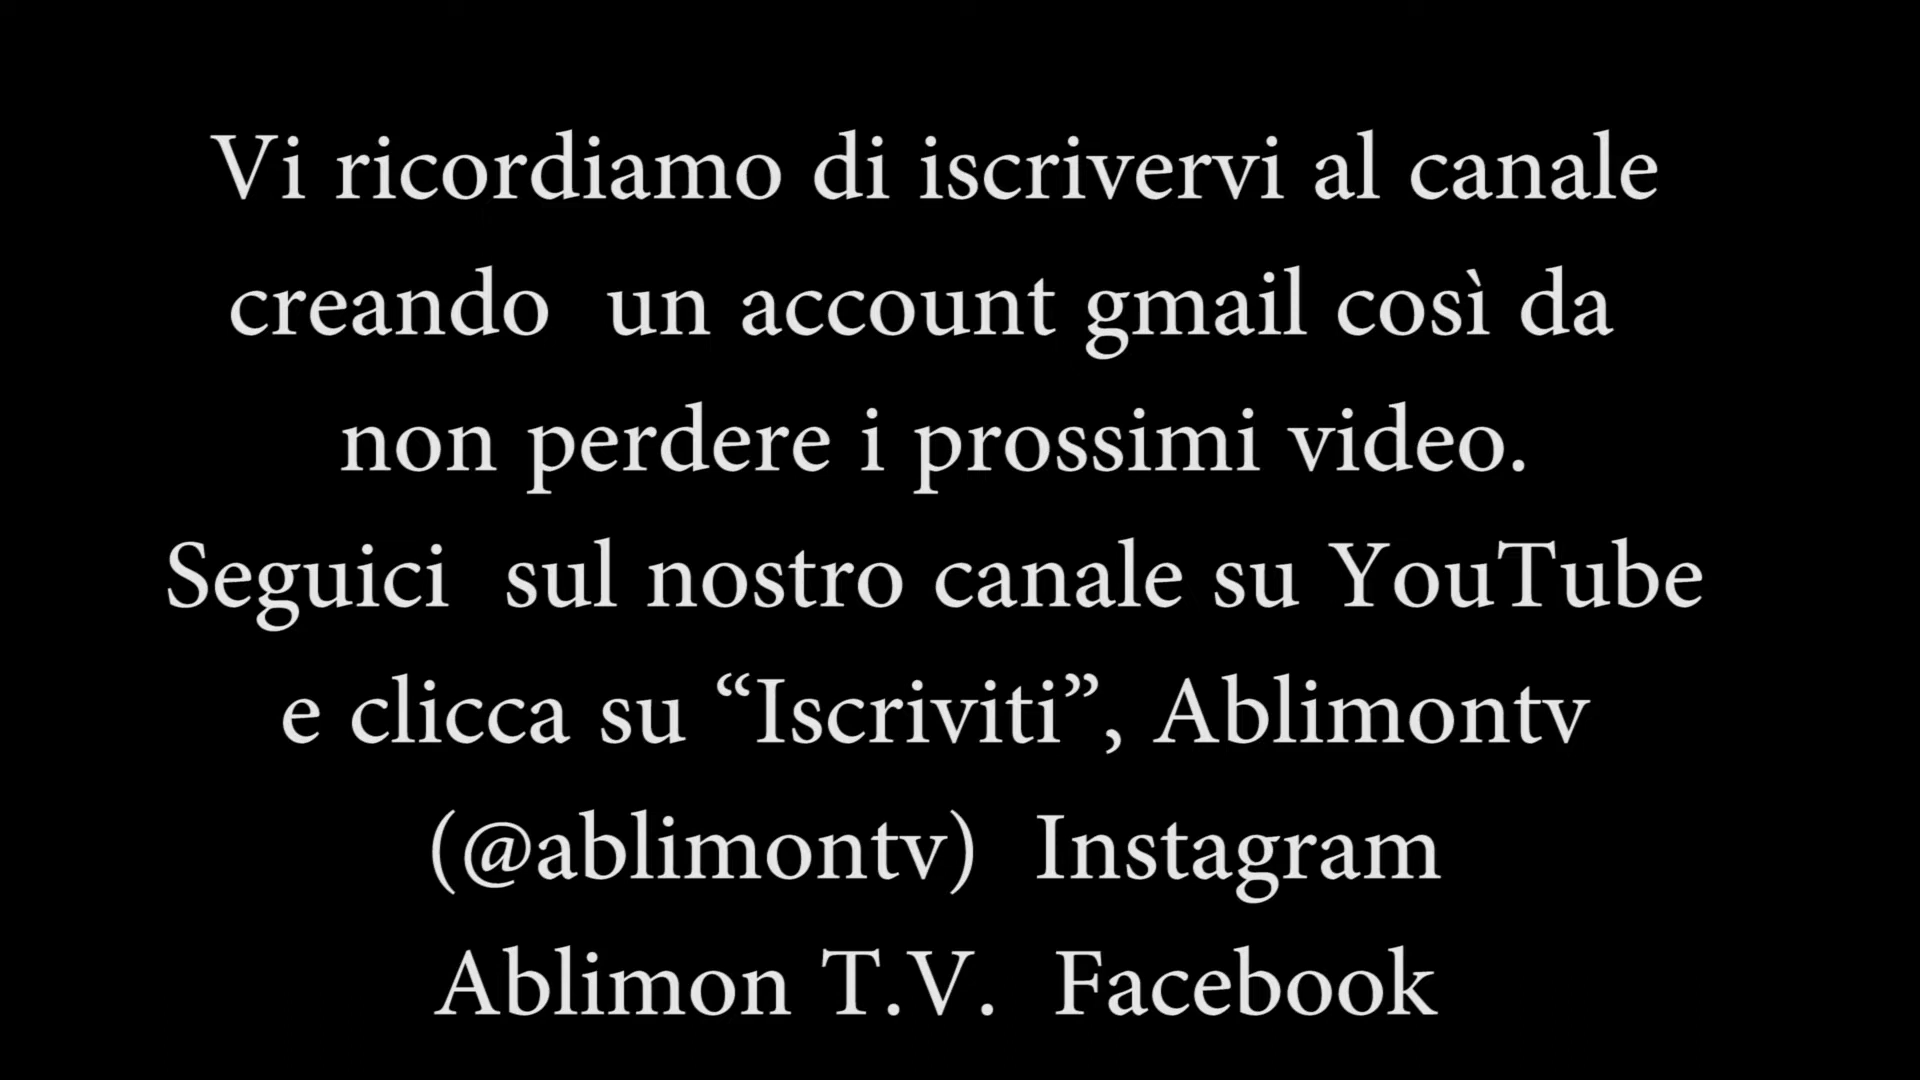 Vi ricordiamo di iscrivervi al canale
creando  un account gmail così da
non perdere i prossimi video.
Seguici  sul nostro canale su YouTube
e clicca su “Iscriviti”, Ablimontv
(@ablimontv)  Instagram
Ablimon T.V.  Facebook